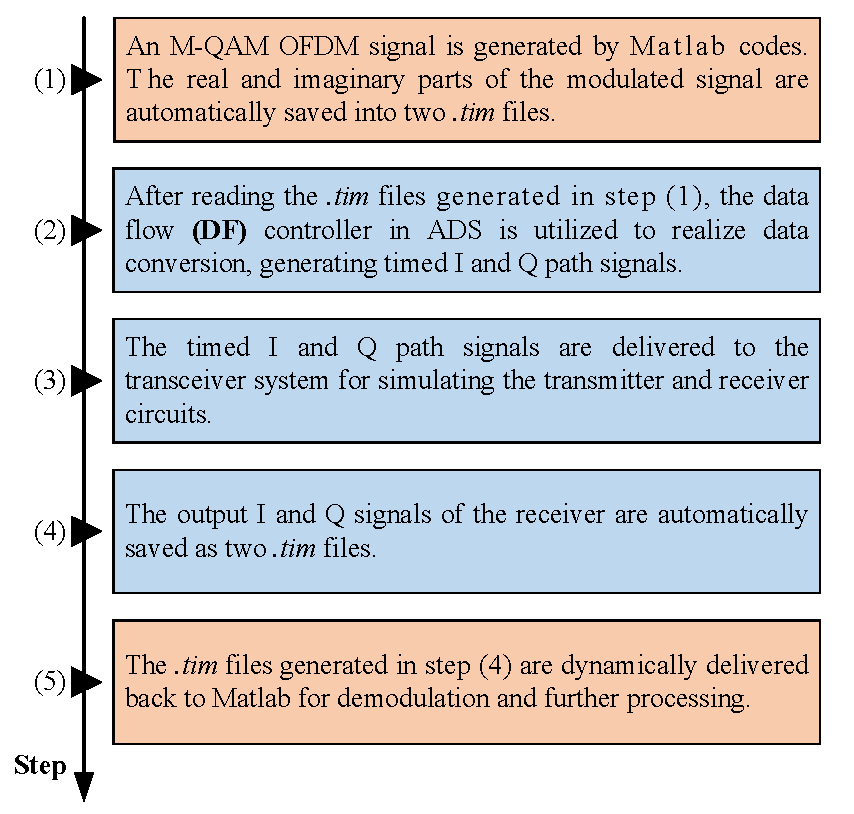 An M-QAM OFDM signal is generated by Matlab codes.
(1)
The real and imaginary parts of the modulated signal are
automatically saved into two .tim files.
After reading the .tim files generated in step (1), the data
(2)
flow (DF) controller in ADS is utilized to realize data
conversion, generating timed I and Q path signals.
The timed I and Q path signals are delivered to the
(3)
transceiver system for simulating the transmitter and receiver
circuits.
(4)
The output I and Q signals of the receiver are automatically
saved as two .tim files.
(5)
The .tim files generated in step (4) are dynamically delivered
back to Matlab for demodulation and further processing.
Step